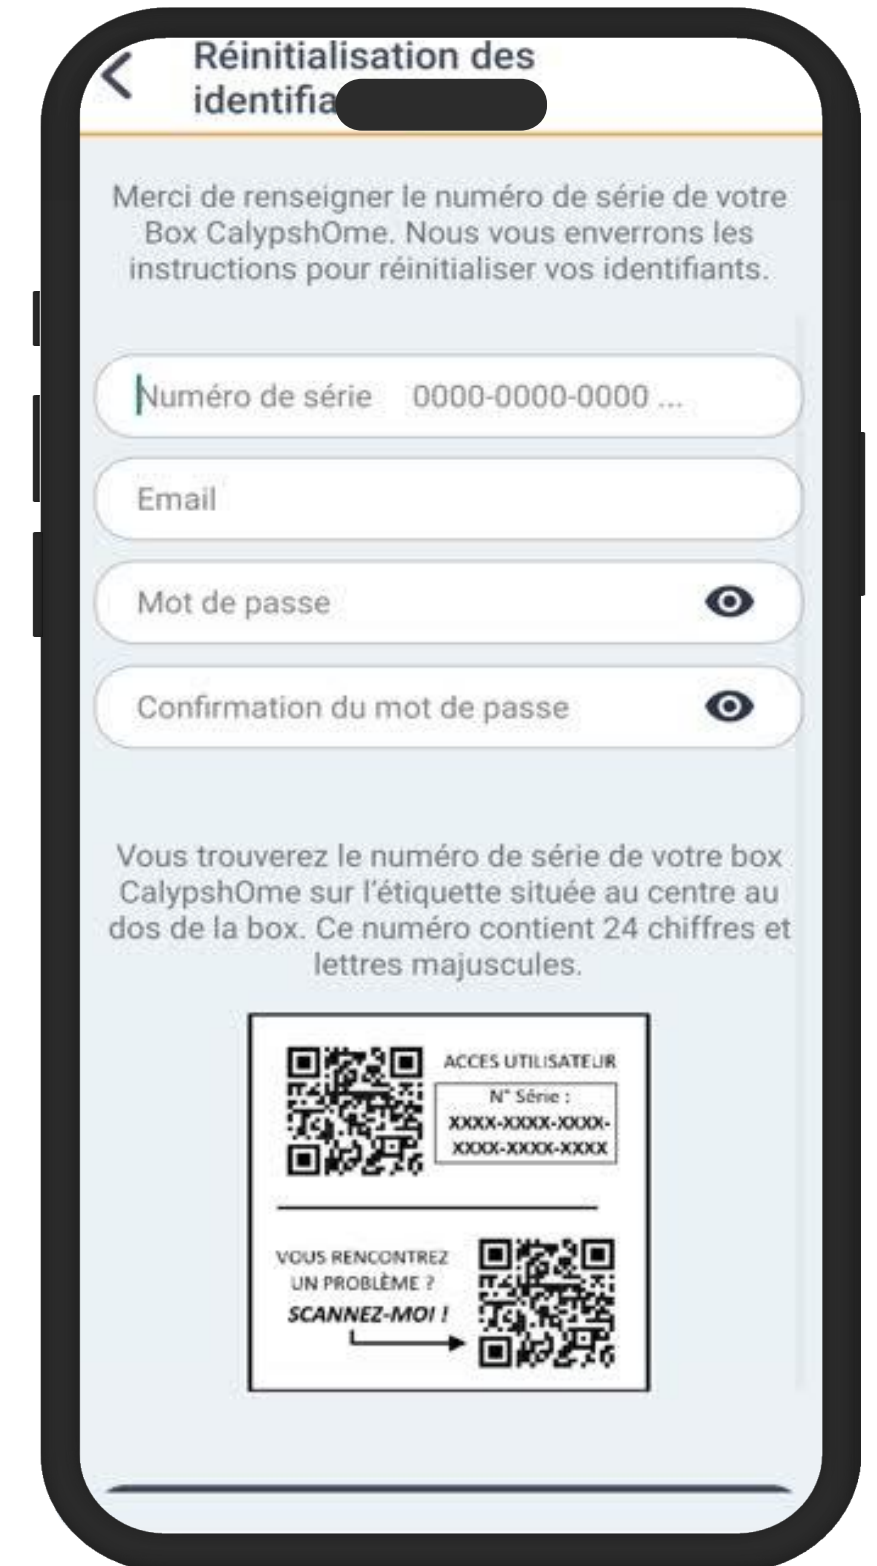 Réinitialisation des
identifia
Merci de renseigner le numéro de série de votre
Box CalypshOme. Nous vous enverrons les
instructions pour réinitialiser vos identifiants.
Numéro de série 0000-0000-0000 ...
Email
Mot de passe
Confirmation du mot de passe
Vous trouverez le numéro de série de votre box
CalypshOme sur l'étiquette située au centre au
dos de la box. Ce numéro contient 24 chiffres et
lettres majuscules.
ACCES UTILISATEUR
N° Série :
XXXX-XXXX-XXXX-
XXXX-XXXX-XXXX
VOUS RENCONTREZ
UN PROBLÈME ?
SCANNEZ-MOI !